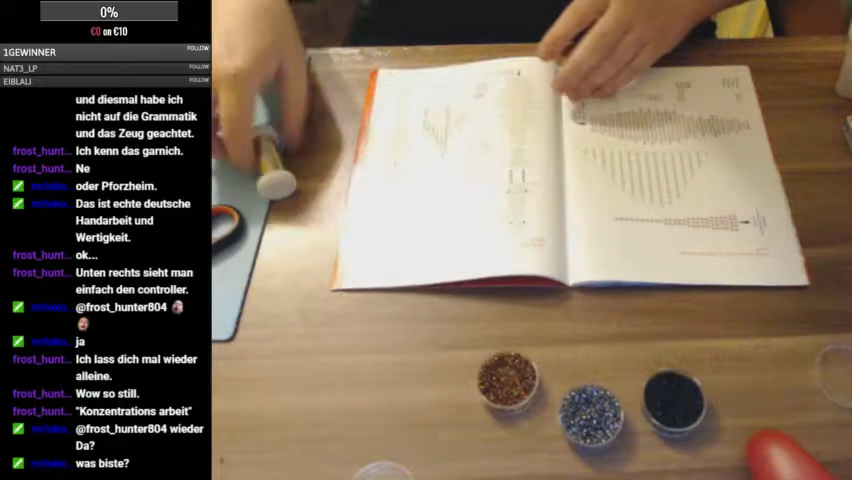 0%
€0 on €10
1GEWINNER FOLLOW
NAT3_LP FOLLOW
EIBLALI FOLLOW
und diesmal habe ich
nicht auf die Grammatik
und das Zeug geachtet.
frost_hunt... Ich kenn das garnich.
frost_hunt... Ne
oder Pforzheim.
Das ist echte deutsche
Handarbeit und
Wertigkeit.
frost_hunt... ok...
frost_hunt... Unten rechts sieht man
einfach den controller.
@frost_hunter804
ja
frost_hunt... Ich lass dich mal wieder
alleine.
frost_hunt... Wow so still.
frost_hunt... "Konzentrations arbeit"
@frost_hunter804 wieder
Da?
was biste?